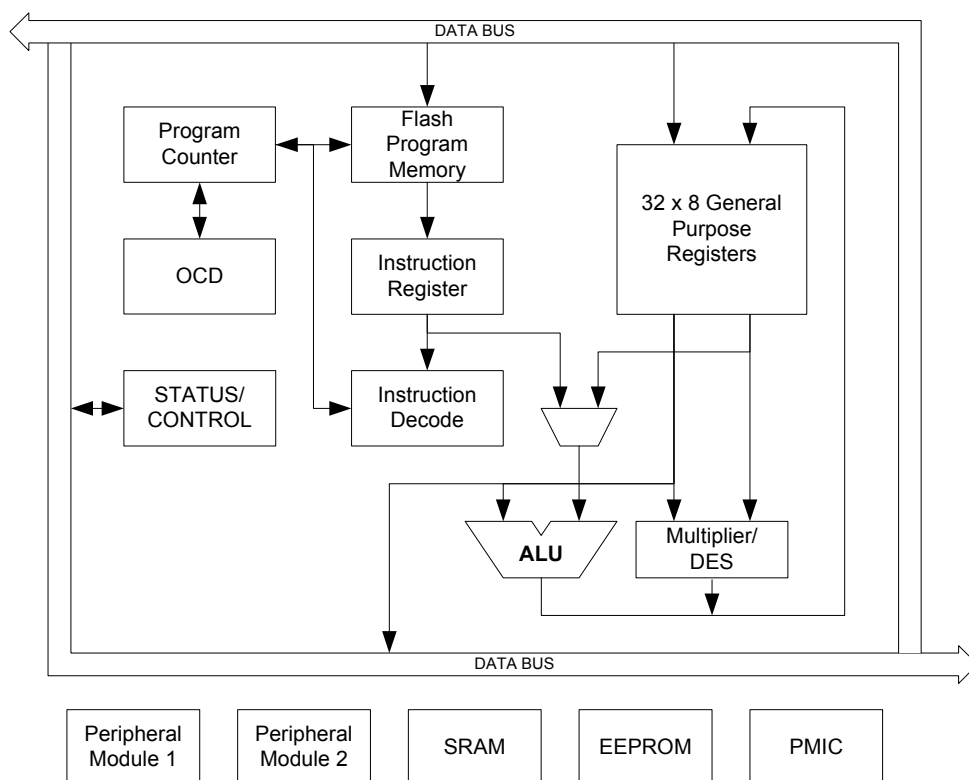 DATA BUS
Program
Counter
Flash
Program
Memory
32 x 8 General
Purpose
Registers
OCD
Instruction
Register
STATUS/
CONTROL
Instruction
Decode
ALU
Multiplier/
DES
DATA BUS
Peripheral
Module 1
Peripheral
Module 2
SRAM
EEPROM
PMIC